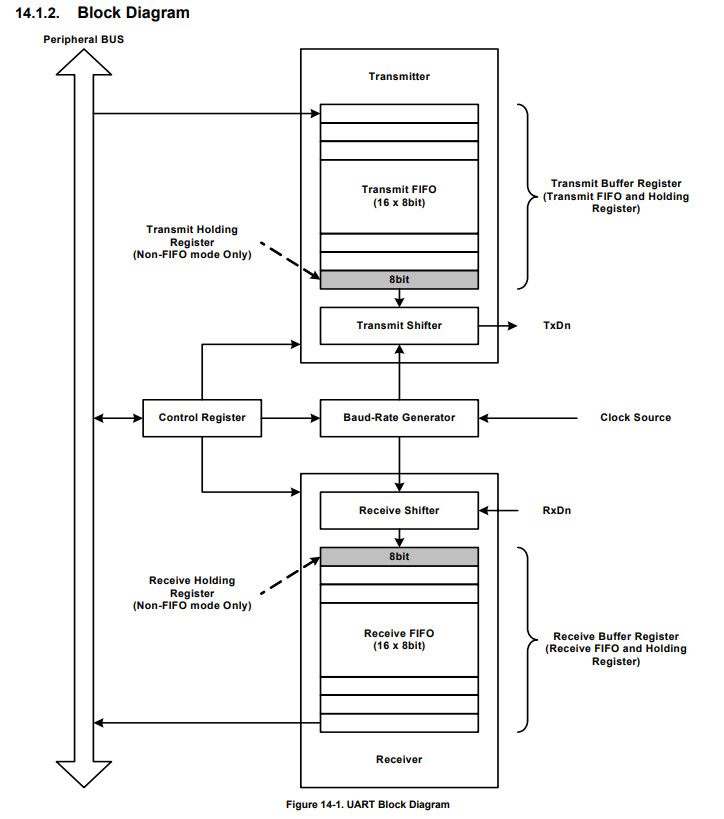 14.1.2. Block Diagram
Peripheral BUS
Transmitter
Transmit FIFO
(16 x 8bit)
Transmit Buffer Register
(Transmit FIFO and Holding
Register)
Transmit Holding
Register
(Non-FIFO mode Only)
8bit
Transmit Shifter
TxDn
Control Register
Baud-Rate Generator
Clock Source
Receive Shifter
RxDn
8bit
Receive Holding
Register
(Non-FIFO mode Only)
Receive FIFO
(16 x 8bit)
Receive Buffer Register
(Receive FIFO and Holding
Register)
Receiver
Figure 14-1. UART Block Diagram